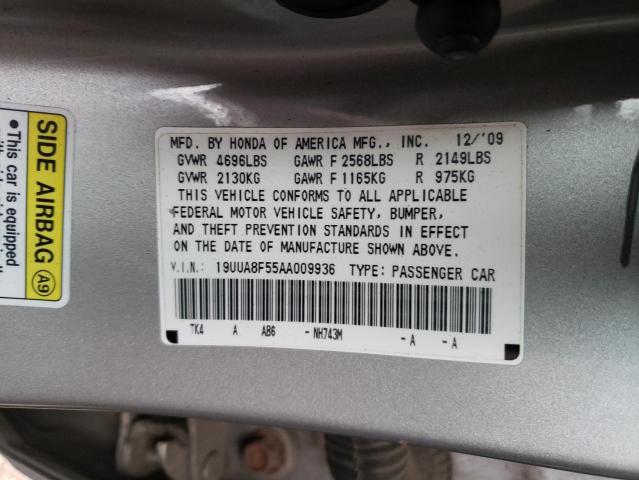 SIDE AIRBAG A9
This car is equipped
MFD. BY HONDA OF AMERICA MFG., INC. 12/'09
GVWR 4696LBS GAWR F 2568LBS R 2149LBS
GVWR 2130KG GAWR F 1165KG R 975KG
THIS VEHICLE CONFORMS TO ALL APPLICABLE
FEDERAL MOTOR VEHICLE SAFETY, BUMPER,
AND THEFT PREVENTION STANDARDS IN EFFECT
ON THE DATE OF MANUFACTURE SHOWN ABOVE.
V.I.N.: 19UUA8F55AA009936 TYPE: PASSENGER CAR
TK4 A AB6 -NH743M -A -A